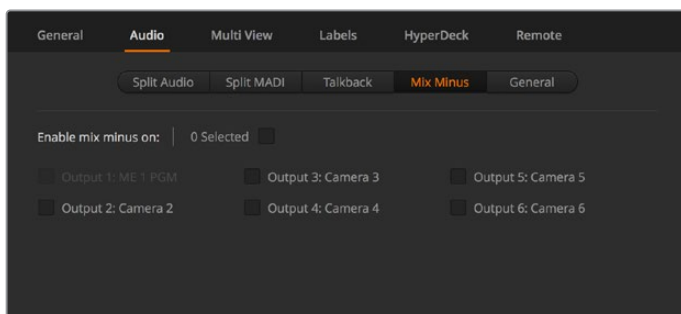 General Audio Multi View Labels HyperDeck Remote
Split Audio Split MADI Talkback Mix Minus General
Enable mix minus on: 0 Selected
Output 1: ME 1 PGM Output 3: Camera 3 Output 5: Camera 5
Output 2: Camera 2 Output 4: Camera 4 Output 6: Camera 6